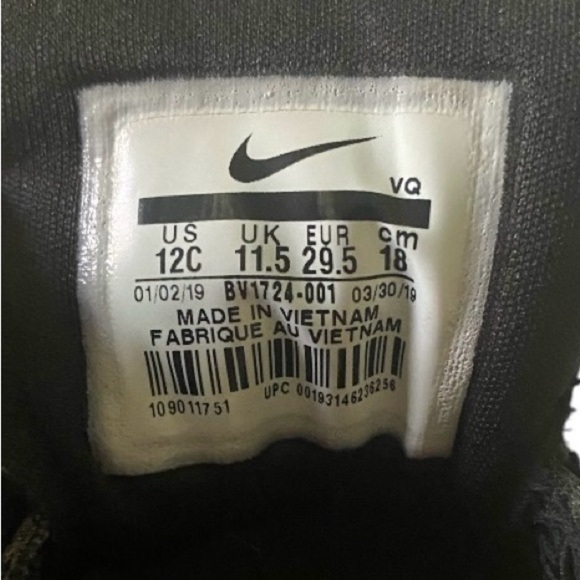 VQ
US UK EUR cm
12C 11.5 29.5 18
01/02/19 BV1724-001 03/30/19
MADE IN VIETNAM
FABRIQUE AU VIETNAM
109011751 UPC 00193146236256